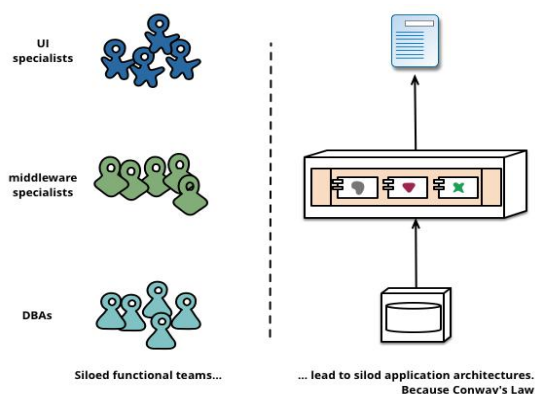 UI
specialists
middleware
specialists
DBAs
Siloed functional teams...
... lead to silod application architectures.
Because Conway's Law